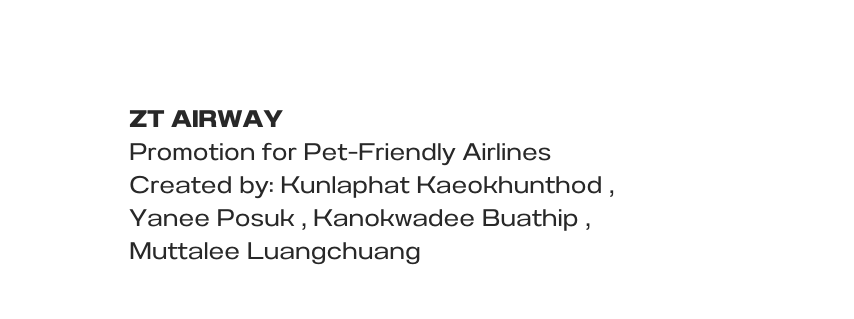 ZT AIRWAY
Promotion for Pet-Friendly Airlines
Created by: Kunlaphat Kaeokhunthod ,
Yanee Posuk , Kanokwadee Buathip ,
Muttalee Luangchuang